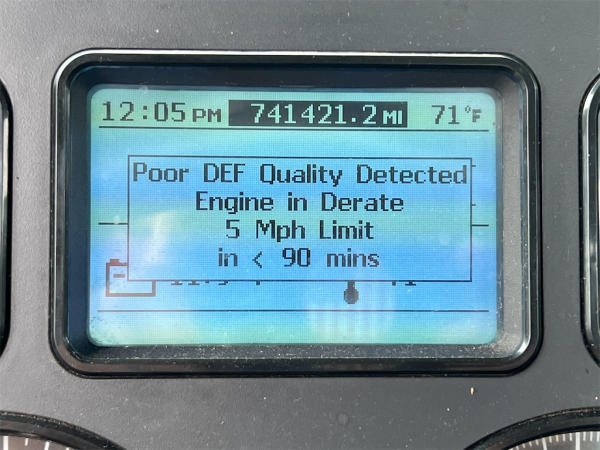 12:05 PM 741421.2 MI 71°F
Poor DEF Quality Detected
Engine in Derate
5 Mph Limit
in < 90 mins